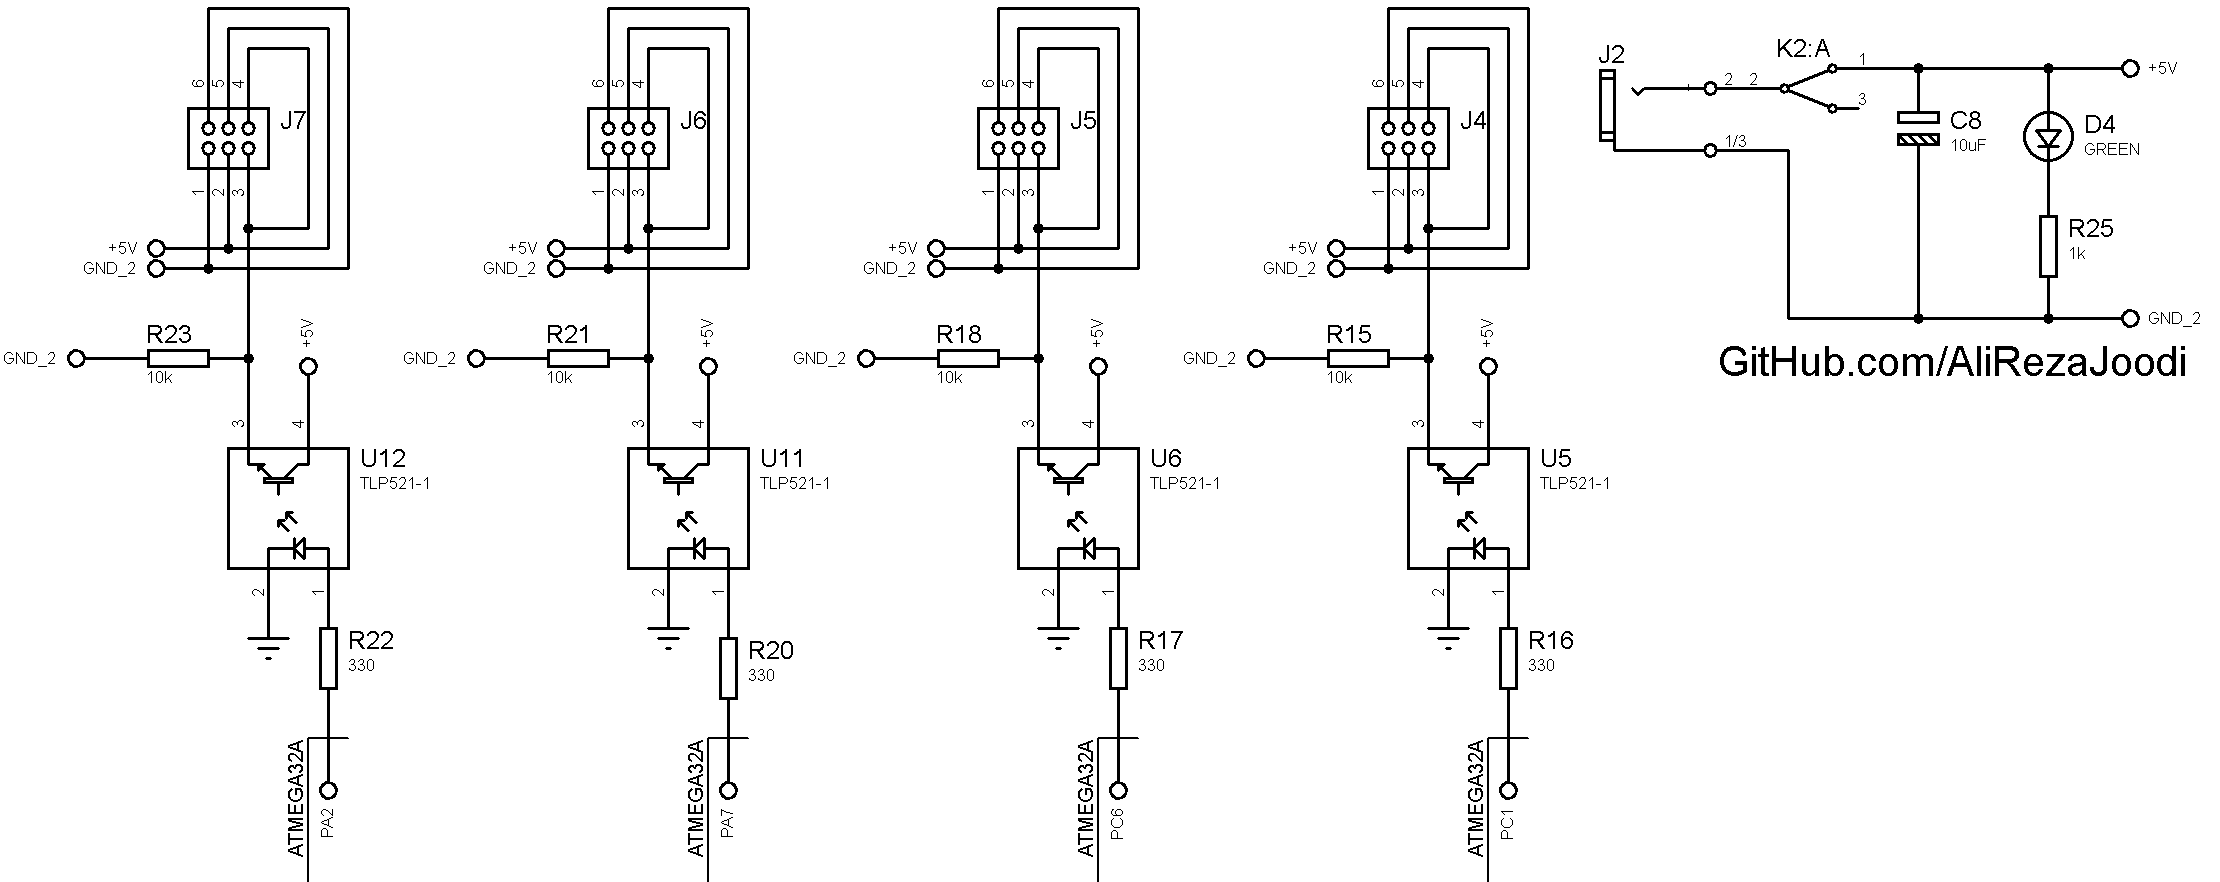 6
5
4
J7
1
2
3
+5V
GND_2
R23
GND_2
10k
+5V
3
4
U12
TLP521-1
2
1
R22
330
ATMEGA32A
PA2
6
5
4
J6
1
2
3
+5V
GND_2
R21
GND_2
10k
+5V
3
4
U11
TLP521-1
2
1
R20
330
ATMEGA32A
PA7
6
5
4
J5
1
2
3
+5V
GND_2
R18
GND_2
10k
+5V
3
4
U6
TLP521-1
2
1
R17
330
ATMEGA32A
PC6
6
5
4
J4
1
2
3
+5V
GND_2
R15
GND_2
10k
+5V
3
4
U5
TLP521-1
2
1
R16
330
ATMEGA32A
PC1
J2
2
1/3
K2:A
2
1
3
+5V
C8
10uF
D4
GREEN
R25
1k
GND_2
GitHub.com/AliRezaJoodi